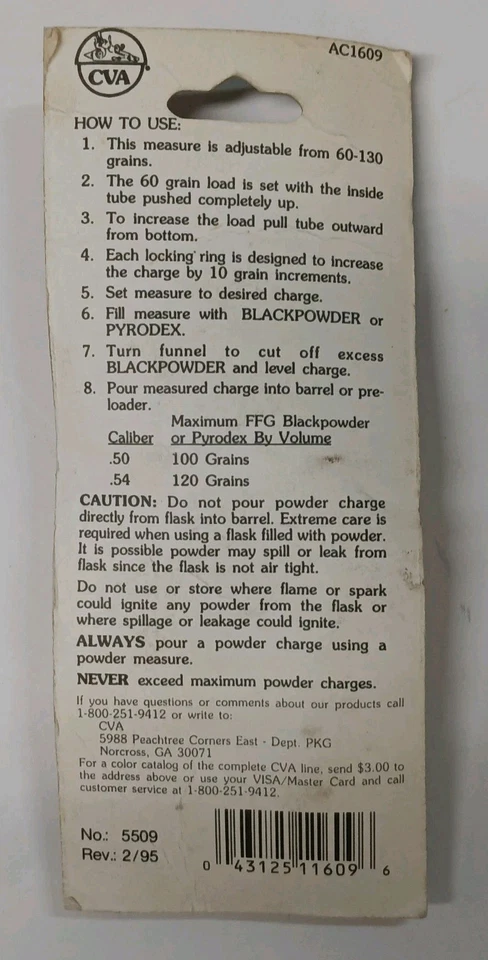 CVA
AC1609
HOW TO USE:
1. This measure is adjustable from 60-130
grains.
2. The 60 grain load is set with the inside
tube pushed completely up.
3. To increase the load pull tube outward
from bottom.
4. Each locking ring is designed to increase
the charge by 10 grain increments.
5. Set measure to desired charge.
6. Fill measure with BLACKPOWDER or
PYRODEX.
7. Turn funnel to cut off excess
BLACKPOWDER and level charge.
8. Pour measured charge into barrel or pre-
loader.
Maximum FFG Blackpowder
Caliber or Pyrodex By Volume
.50 100 Grains
.54 120 Grains
CAUTION: Do not pour powder charge
directly from flask into barrel. Extreme care is
required when using a flask filled with powder.
It is possible powder may spill or leak from
flask since the flask is not air tight.
Do not use or store where flame or spark
could ignite any powder from the flask or
where spillage or leakage could ignite.
ALWAYS pour a powder charge using a
powder measure.
NEVER exceed maximum powder charges.
If you have questions or comments about our products call
1-800-251-9412 or write to:
CVA
5988 Peachtree Corners East - Dept. PKG
Norcross, GA 30071
For a color catalog of the complete CVA line, send $3.00 to
the address above or use your VISA/Master Card and call
customer service at 1-800-251-9412.
No.: 5509
Rev.: 2/95
0 43125 11609 6